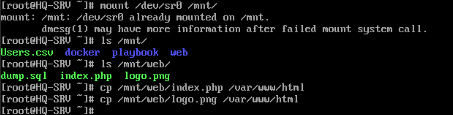 [root@HQ-SRV ~]# mount /dev/sr0 /mnt/
mount: /mnt: /dev/sr0 already mounted on /mnt.
       dmesg(1) may have more information after failed mount system call.
[root@HQ-SRV ~]# ls /mnt/
Users.csv  docker  playbook  web
[root@HQ-SRV ~]# ls /mnt/web/
dump.sql  index.php  logo.png
[root@HQ-SRV ~]# cp /mnt/web/index.php /var/www/html
[root@HQ-SRV ~]# cp /mnt/web/logo.png /var/www/html
[root@HQ-SRV ~]#